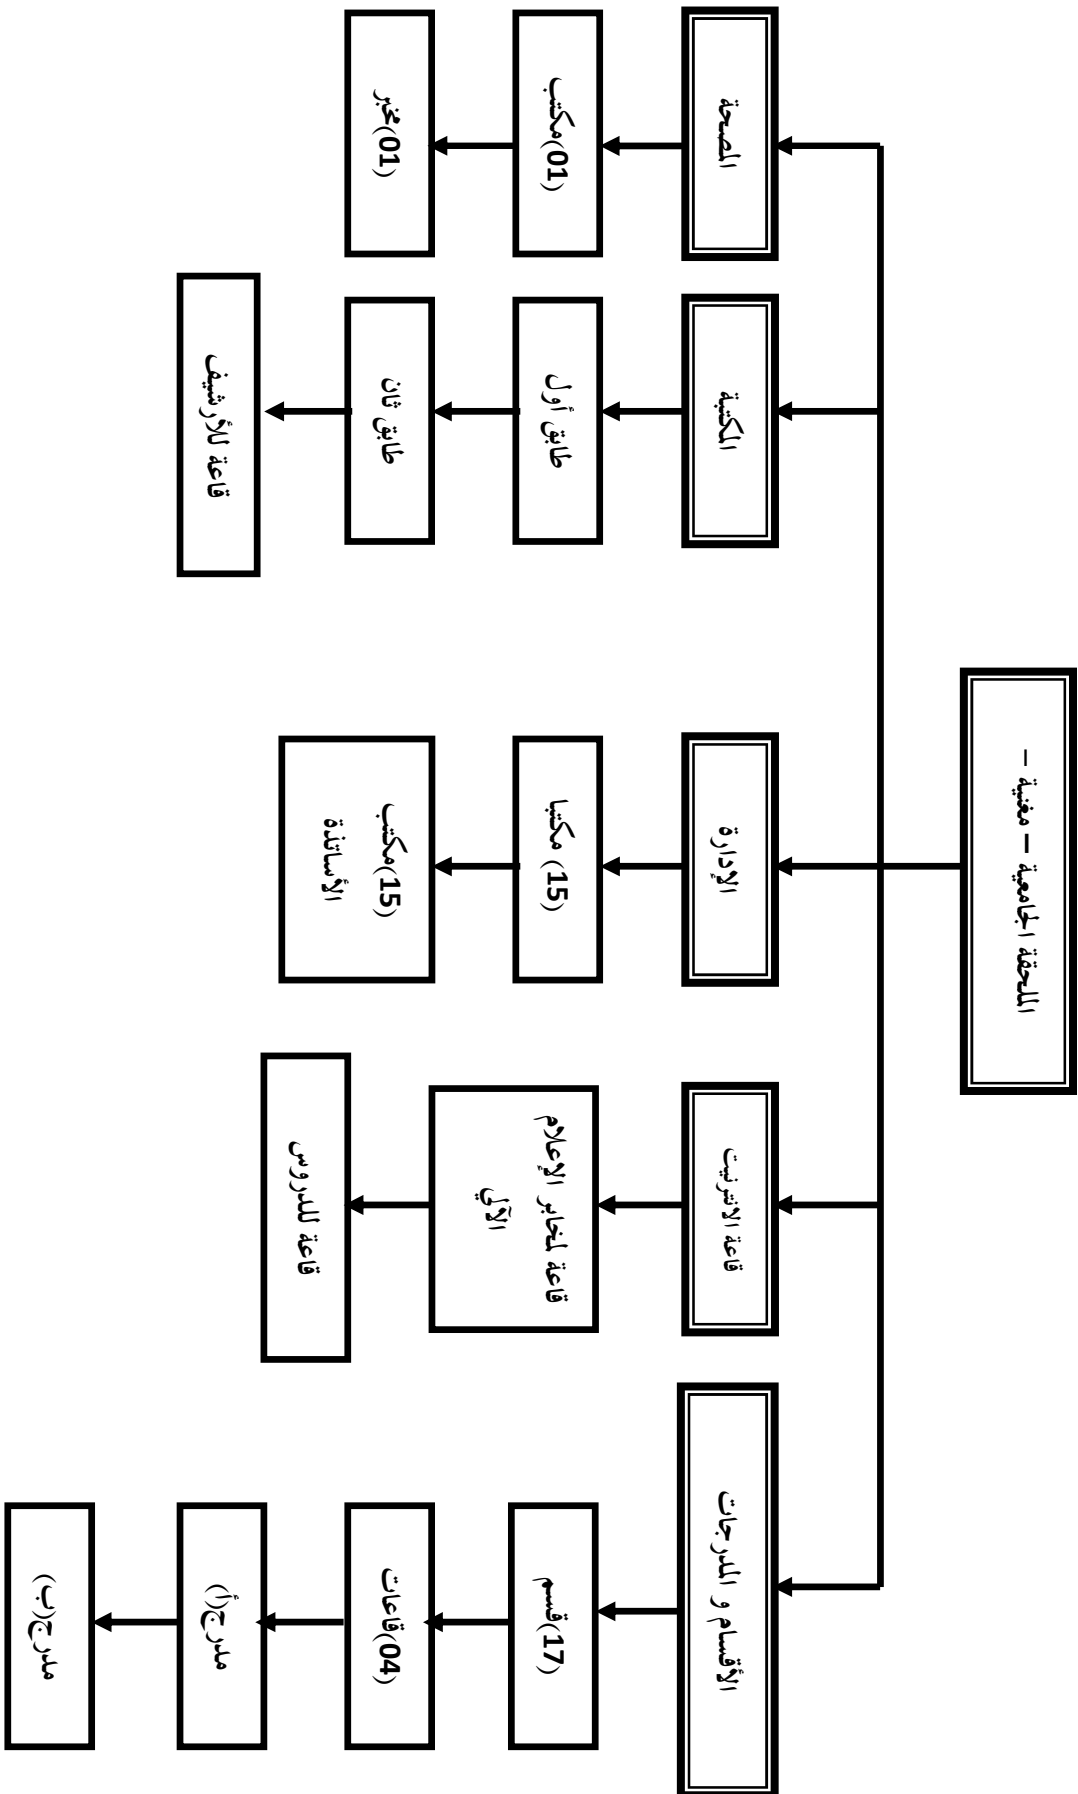 الملحقة الجامعية – مغنية –
الأقسام و المدرجات
(17)قسم
(04)قاعات
مدرج(أ)
مدرج(ب)
قاعة الانترنيت
قاعة لمخابر الإعلام
الآلي
قاعة للدروس
الإدارة
(15) مكتبا
(15)مكتب
الأساتذة
المكتبة
طابق أول
طابق ثان
قاعة للأرشيف
المصحة
(01)مكتب
(01)مخبر